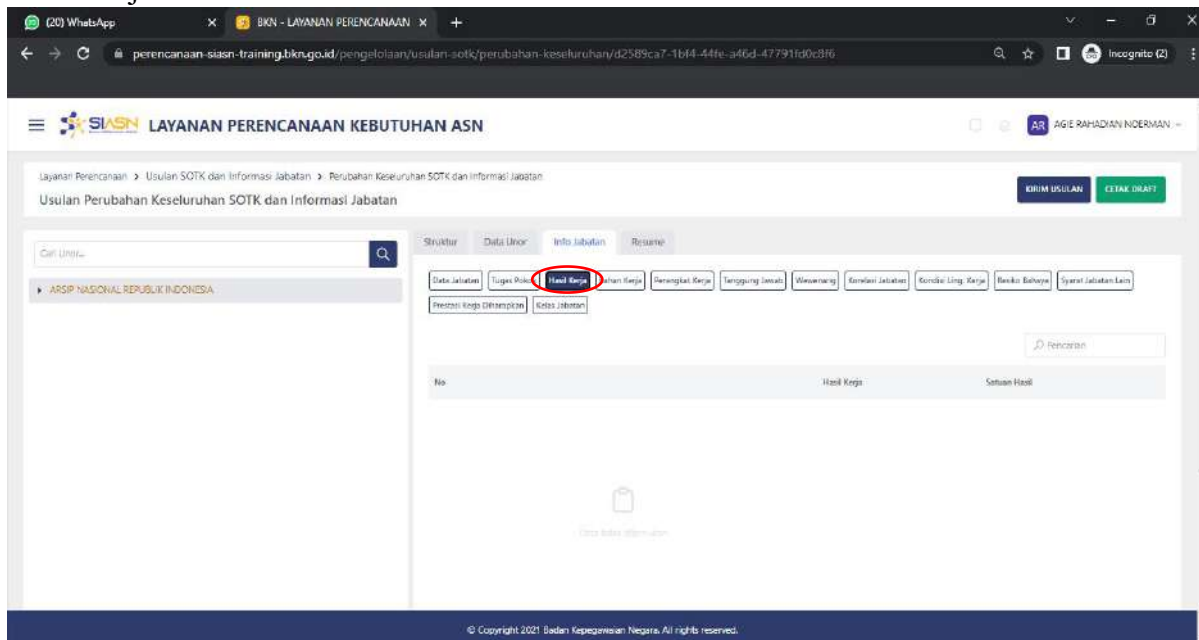 (20) WhatsApp
BKN - LAYANAN PERENCANAAN
perencanaan-siasn-training.bkn.go.id/pengelolaan/usulan-sotk/perubahan-keseluruhan/d2589ca7-1bf4-44fe-a46d-47791fd0c8f6
Incognito (2)
SIASN LAYANAN PERENCANAAN KEBUTUHAN ASN
AR AGIE RAHADIAN NOERMAN
Layanan Perencanaan > Usulan SOTK dan Informasi Jabatan > Perubahan Keseluruhan SOTK dan Informasi Jabatan
Usulan Perubahan Keseluruhan SOTK dan Informasi Jabatan
KIRIM USULAN CETAK DRAFT
Cari Unor...
ARSIP NASIONAL REPUBLIK INDONESIA
Struktur Data Unor Info Jabatan Resume
Data Jabatan Tugas Pokok Hasil Kerja Bahan Kerja Perangkat Kerja Tanggung Jawab Wewenang Korelasi Jabatan Kondisi Ling. Kerja Resiko Bahaya Syarat Jabatan Lain
Prestasi Kerja Diharapkan Kelas Jabatan
Pencarian
No Hasil Kerja Satuan Hasil
© Copyright 2021 Badan Kepegawaian Negara. All rights reserved.